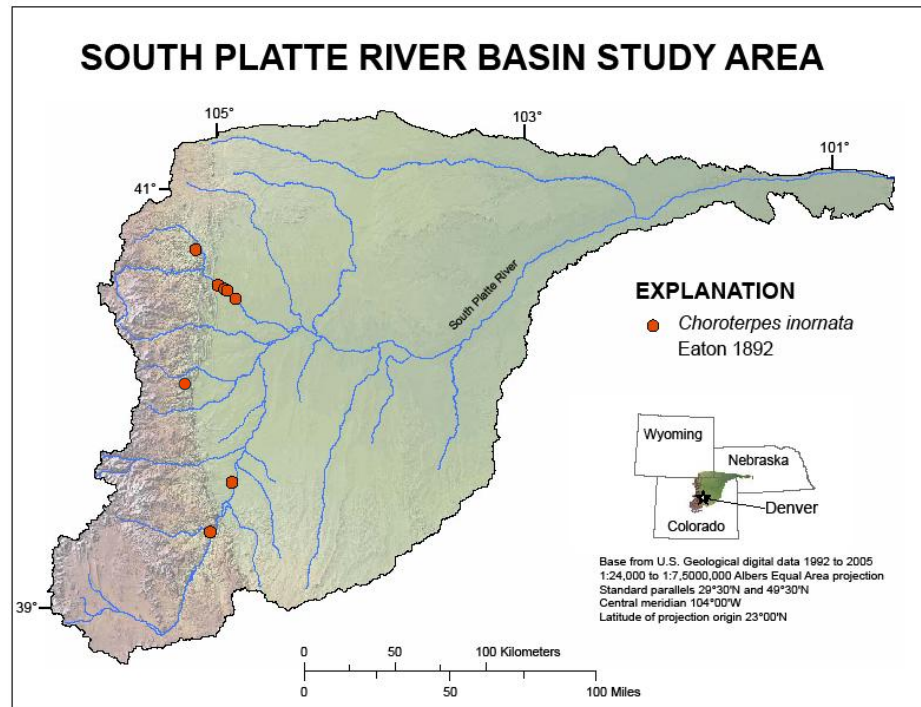 SOUTH PLATTE RIVER BASIN STUDY AREA
105°
103°
101°
41°
South Platte River
EXPLANATION
Choroterpes inornata
Eaton 1892
Wyoming
Nebraska
Denver
Colorado
Base from U.S. Geological digital data 1992 to 2005
1:24,000 to 1:7,5000,000 Albers Equal Area projection
Standard parallels 29°30'N and 49°30'N
Central meridian 104°00'W
Latitude of projection origin 23°00'N
39°
0 50 100 Kilometers
0 50 100 Miles